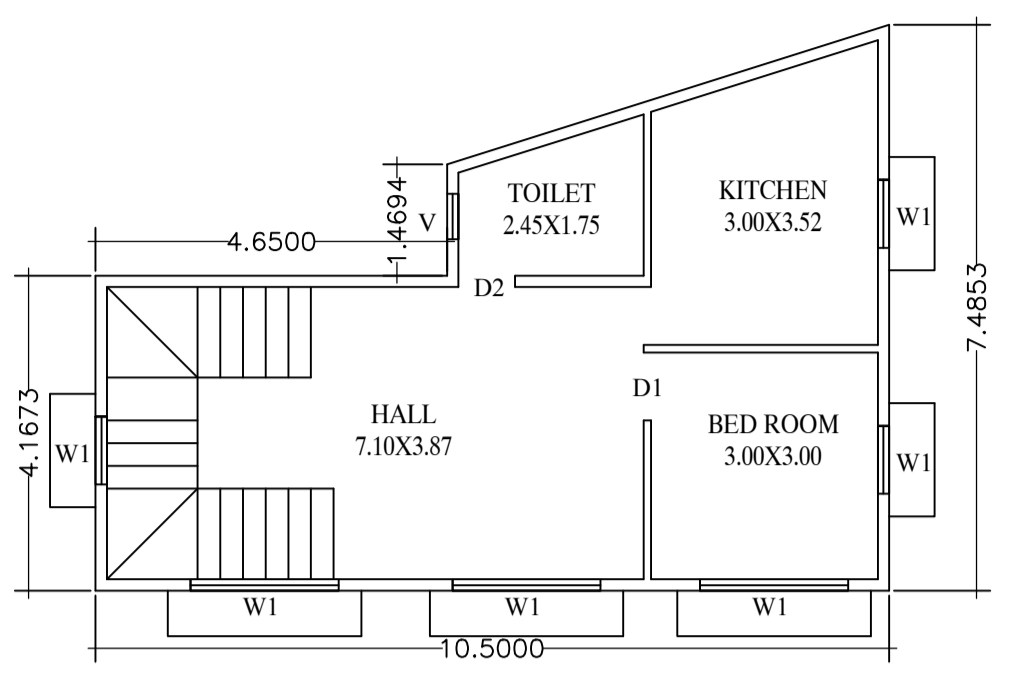 TOILET
2.45X1.75
KITCHEN
3.00X3.52
V
1.4694
4.6500
W1
D2
7.4853
D1
4.1673
HALL
7.10X3.87
BED ROOM
3.00X3.00
W1
W1
W1
W1
W1
10.5000